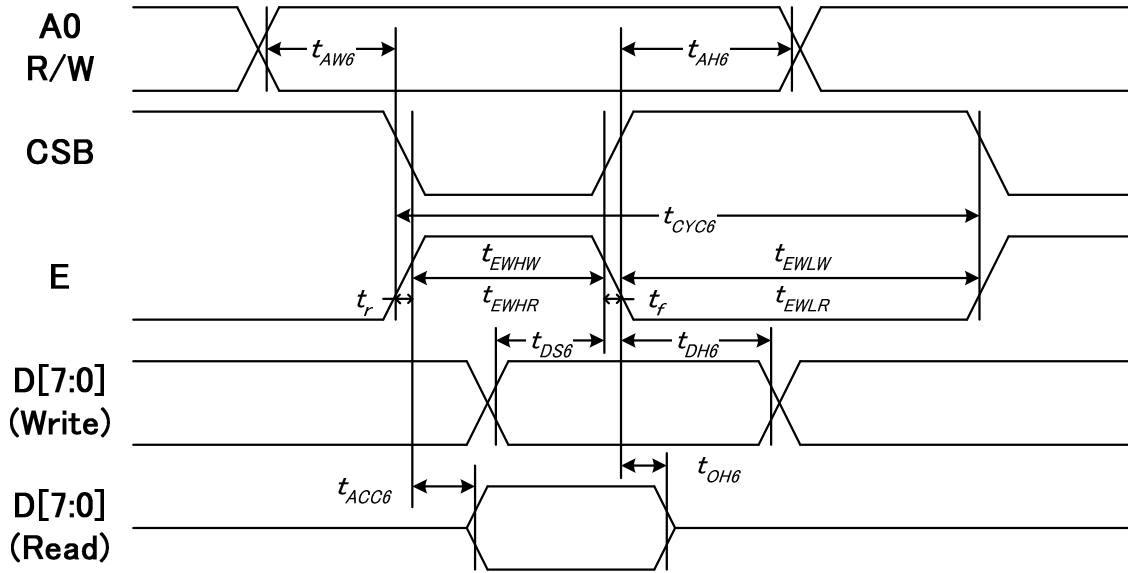 A0
R/W
t_AW6
t_AH6
CSB
t_CYC6
E
t_EWHW
t_EWLW
t_r
t_EWHR
t_f
t_EWLR
t_DS6
t_DH6
D[7:0]
(Write)
t_ACC6
t_OH6
D[7:0]
(Read)